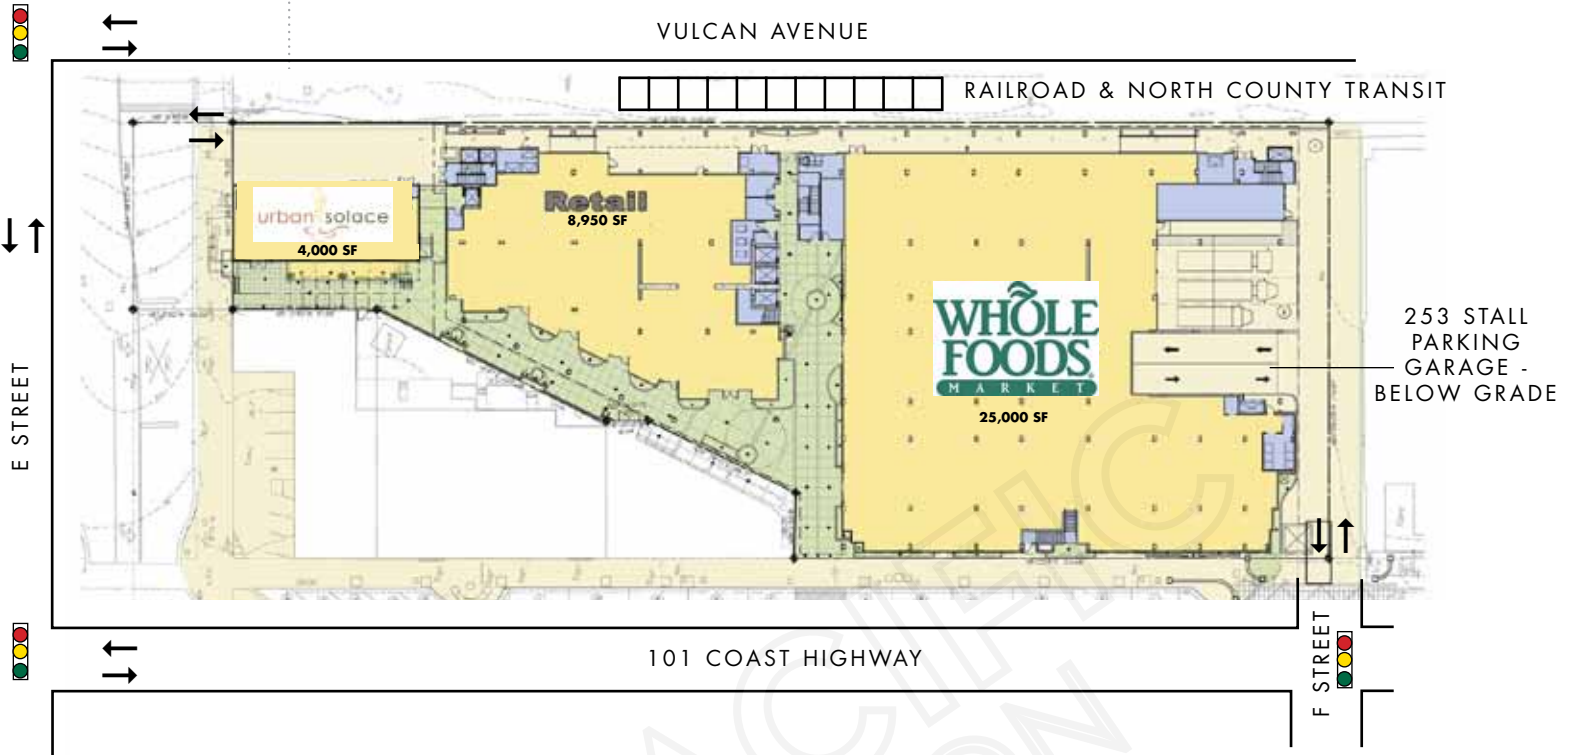 VULCAN AVENUE
RAILROAD & NORTH COUNTY TRANSIT
urban solace
4,000 SF
Retail
8,950 SF
WHOLE
FOODS
MARKET
25,000 SF
253 STALL
PARKING
GARAGE -
BELOW GRADE
E STREET
101 COAST HIGHWAY
F STREET
PACIFIC